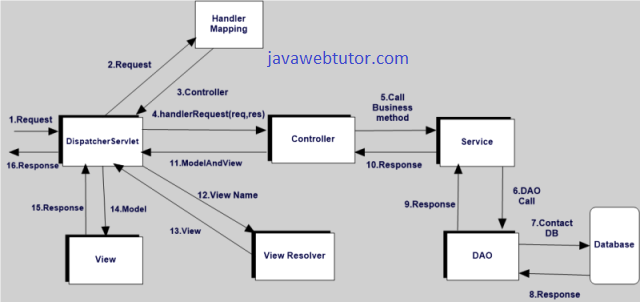 Handler
Mapping
javawebtutor.com
2.Request
3.Controller
1.Request
DispatcherServlet
4.handlerRequest(req,res)
Controller
5.Call
Business
method
Service
16.Response
11.ModelAndView
10.Response
12.View Name
6.DAO
Call
15.Response
14.Model
13.View
9.Response
7.Contact
DB
Database
View
View Resolver
DAO
8.Response